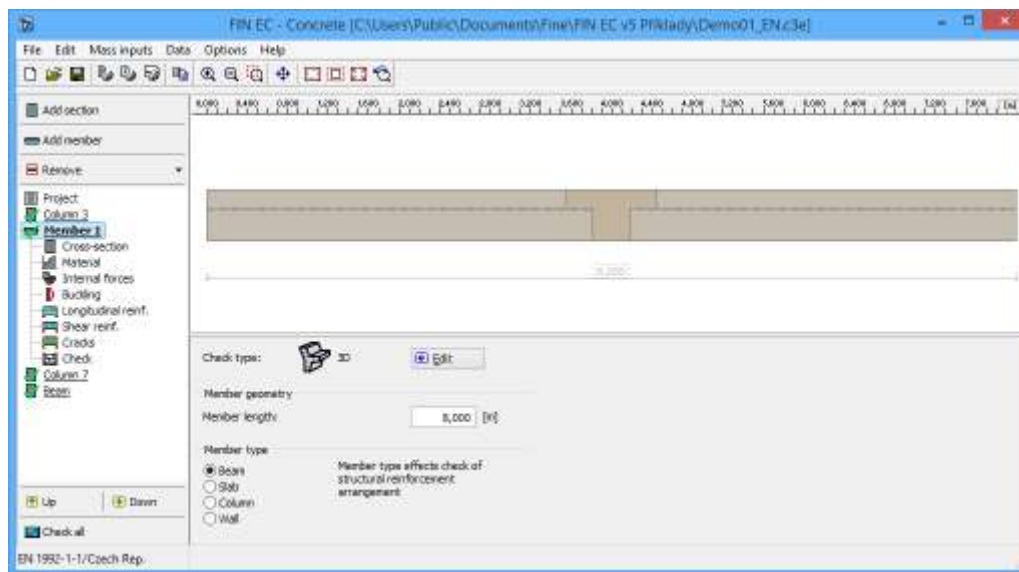 FIN EC - Concrete [C:\Users\Public\Documents\Fine\FIN EC v5 Příklady\Demo01_EN.c3e]
File Edit Mass inputs Data Options Help
Add section
Add member
Remove
Project
Column 3
Member 1
Cross-section
Material
Internal forces
Buckling
Longitudinal reinf.
Shear reinf.
Cracks
Check
Column 7
Beam
Up Down
Check all
Check type: 3D Edit
Member geometry
Member length: 8,000 [m]
Member type
Beam
Slab
Column
Wall
Member type effects check of
structural reinforcement
arrangement
EN 1992-1-1/Czech Rep.